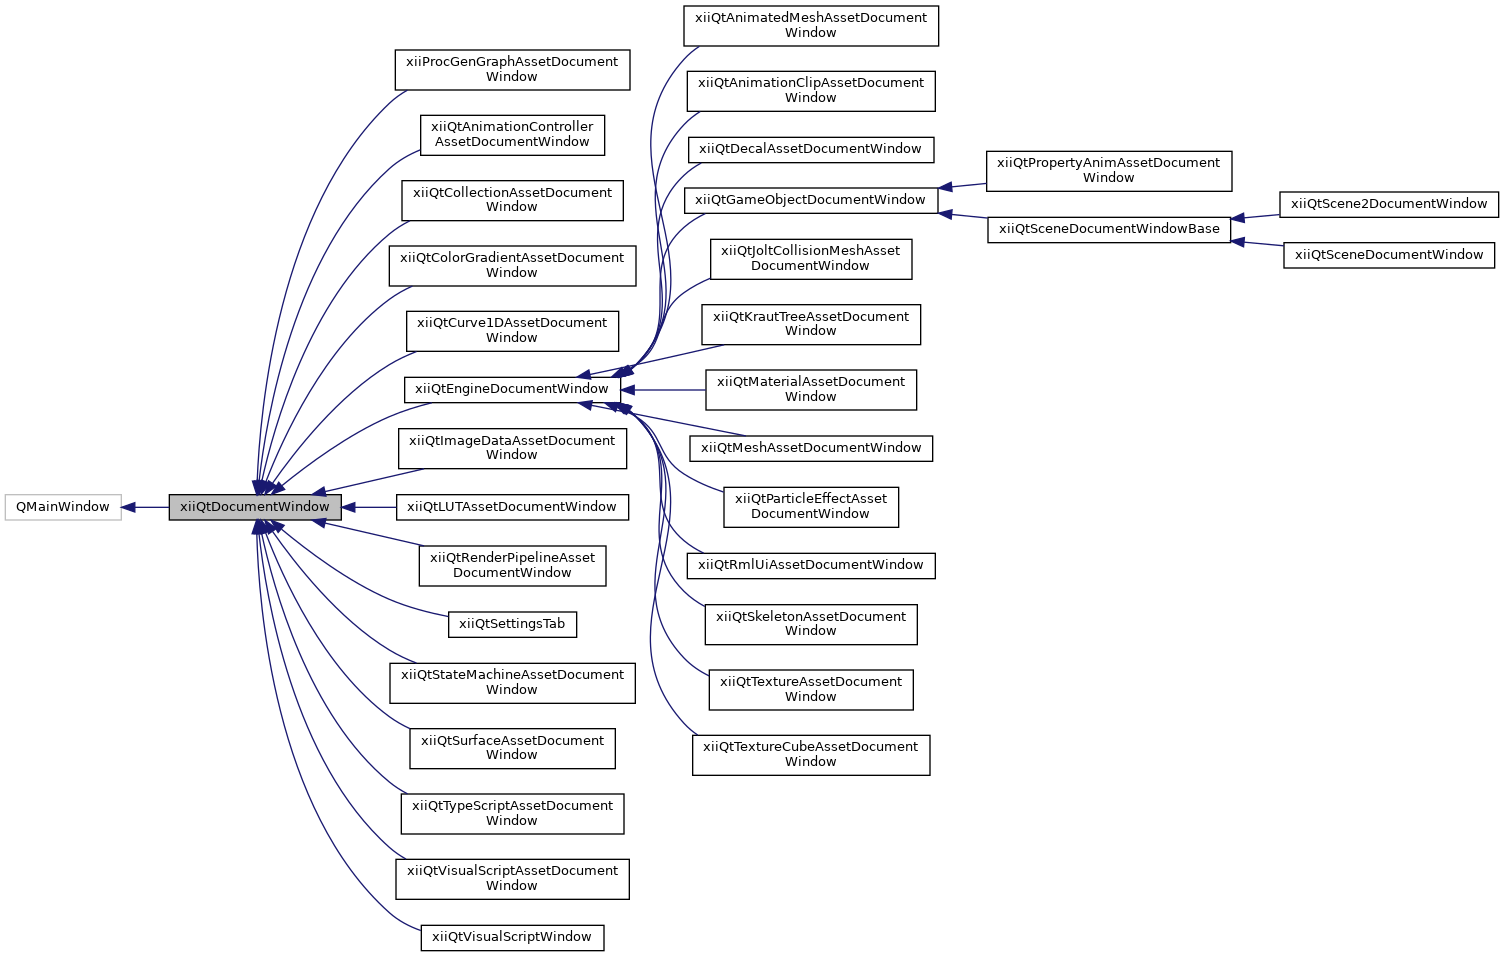 QMainWindow
xiiQtDocumentWindow
xiiProcGenGraphAssetDocument
Window
xiiQtAnimationController
AssetDocumentWindow
xiiQtCollectionAssetDocument
Window
xiiQtColorGradientAssetDocument
Window
xiiQtCurve1DAssetDocument
Window
xiiQtEngineDocumentWindow
xiiQtImageDataAssetDocument
Window
xiiQtLUTAssetDocumentWindow
xiiQtRenderPipelineAsset
DocumentWindow
xiiQtSettingsTab
xiiQtStateMachineAssetDocument
Window
xiiQtSurfaceAssetDocument
Window
xiiQtTypeScriptAssetDocument
Window
xiiQtVisualScriptAssetDocument
Window
xiiQtVisualScriptWindow
xiiQtAnimatedMeshAssetDocument
Window
xiiQtAnimationClipAssetDocument
Window
xiiQtDecalAssetDocumentWindow
xiiQtGameObjectDocumentWindow
xiiQtJoltCollisionMeshAsset
DocumentWindow
xiiQtKrautTreeAssetDocument
Window
xiiQtMaterialAssetDocument
Window
xiiQtMeshAssetDocumentWindow
xiiQtParticleEffectAsset
DocumentWindow
xiiQtRmlUiAssetDocumentWindow
xiiQtSkeletonAssetDocument
Window
xiiQtTextureAssetDocument
Window
xiiQtTextureCubeAssetDocument
Window
xiiQtPropertyAnimAssetDocument
Window
xiiQtSceneDocumentWindowBase
xiiQtScene2DocumentWindow
xiiQtSceneDocumentWindow